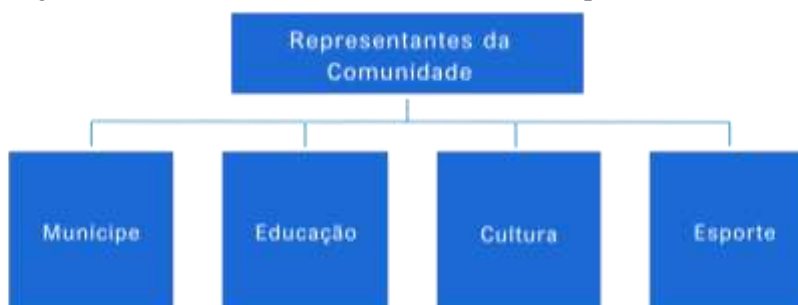 Representantes da
Comunidade
Munícipe
Educação
Cultura
Esporte